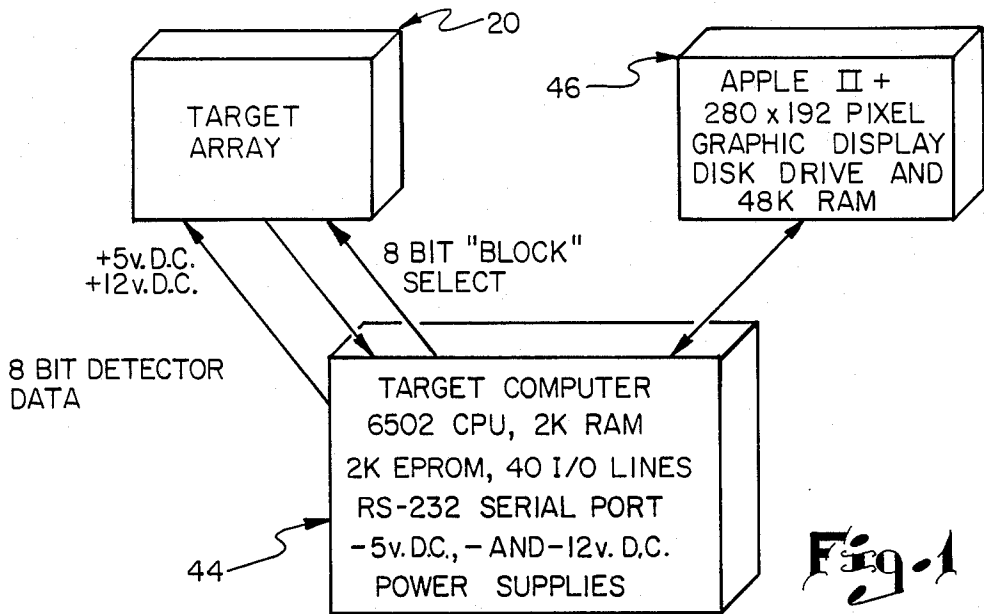 20
TARGET
ARRAY
46
APPLE II +
280 x 192 PIXEL
GRAPHIC DISPLAY
DISK DRIVE AND
48K RAM
+5v. D.C.
+12v. D.C.
8 BIT "BLOCK"
SELECT
8 BIT DETECTOR
DATA
TARGET COMPUTER
6502 CPU, 2K RAM
2K EPROM, 40 I/O LINES
RS-232 SERIAL PORT
-5v. D.C., - AND -12v. D.C.
POWER SUPPLIES
44
Fig. 1